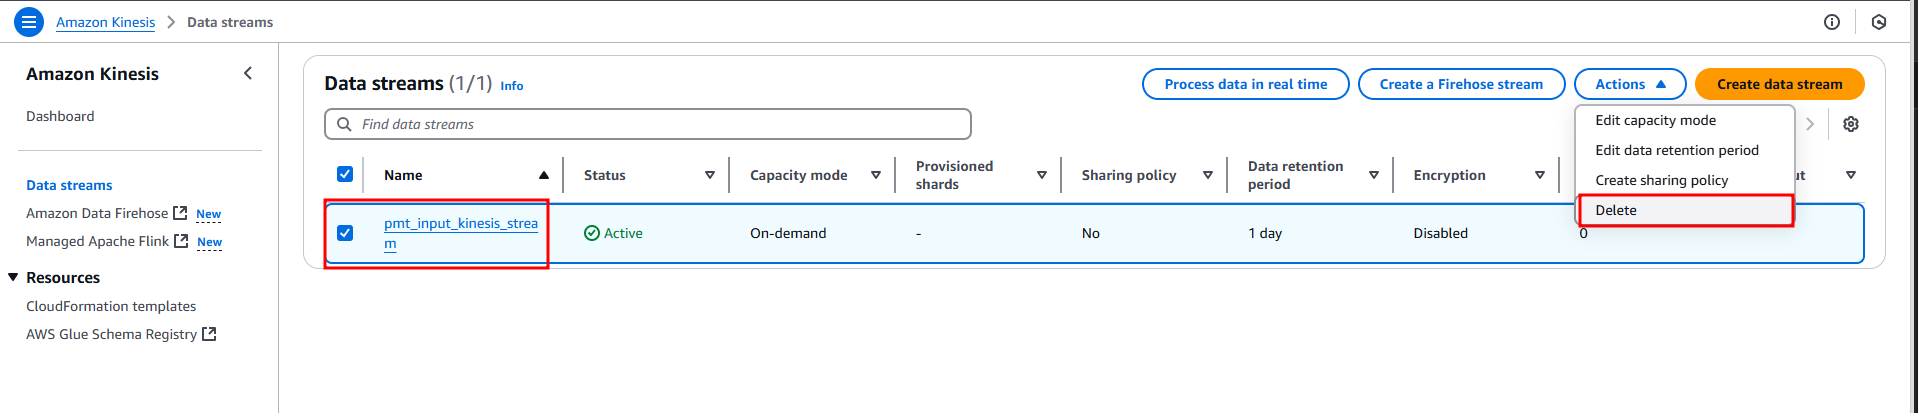 Amazon Kinesis > Data streams
Amazon Kinesis
Dashboard
Data streams
Amazon Data Firehose New
Managed Apache Flink New
Resources
CloudFormation templates
AWS Glue Schema Registry
Data streams (1/1) Info
Process data in real time
Create a Firehose stream
Actions
Create data stream
Find data streams
Edit capacity mode
Edit data retention period
Create sharing policy
Delete
Name
Status
Capacity mode
Provisioned
shards
Sharing policy
Data retention
period
Encryption
pmt_input_kinesis_strea
m
Active
On-demand
-
No
1 day
Disabled
0